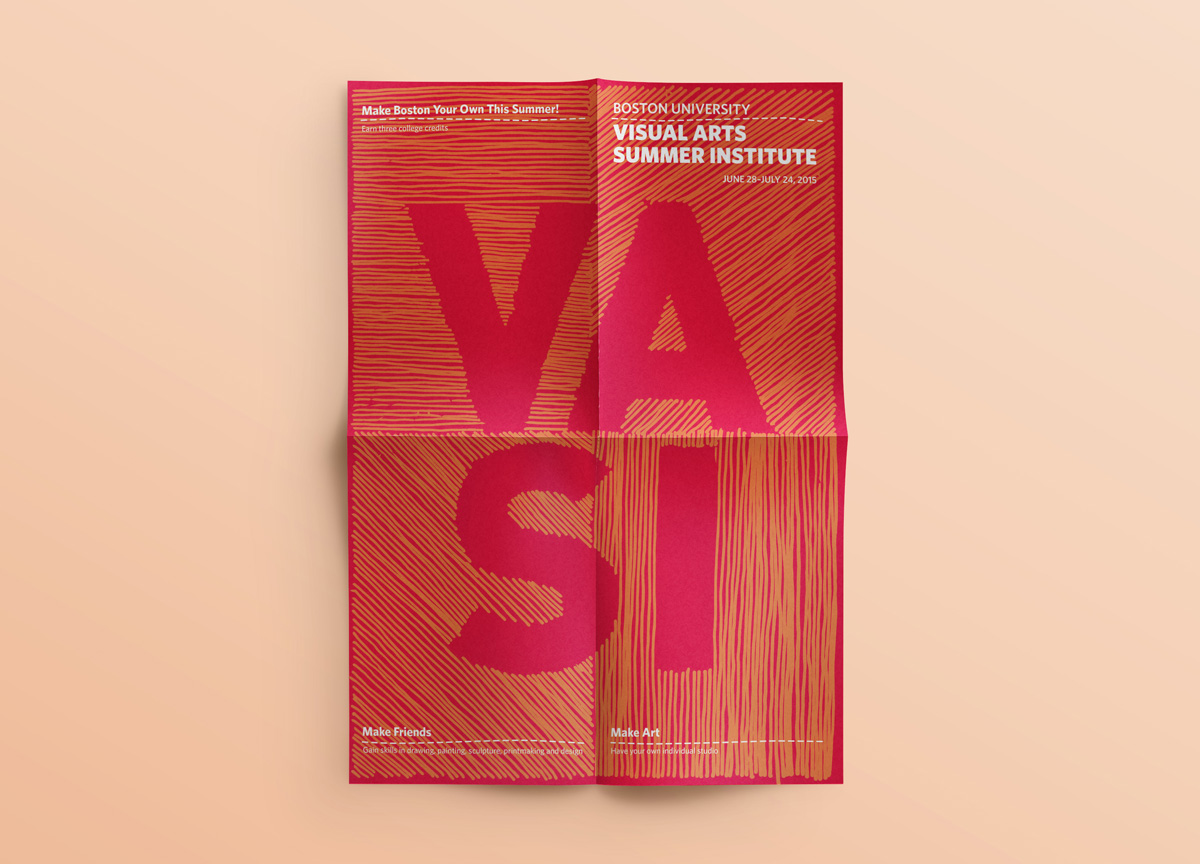 Make Boston Your Own This Summer!
Earn three college credits
BOSTON UNIVERSITY
VISUAL ARTS
SUMMER INSTITUTE
JUNE 28–JULY 24, 2015
VA
SI
Make Friends
Gain skills in drawing, painting, sculpture, printmaking and design
Make Art
Have your own individual studio